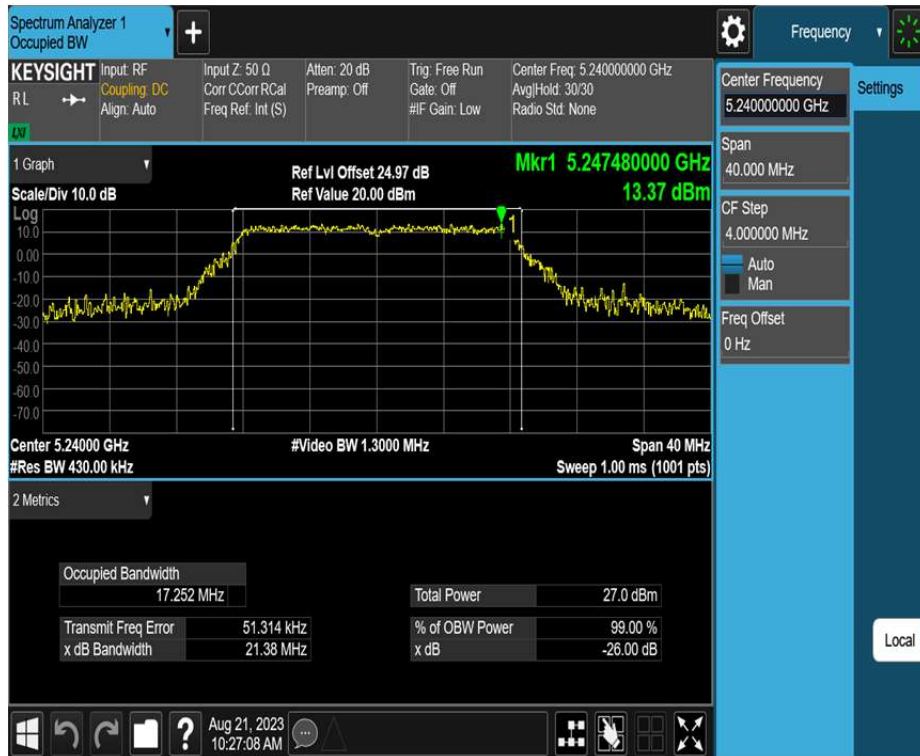 Spectrum Analyzer 1
Occupied BW
+
Frequency
KEYSIGHT Input: RF Input Z: 50 Ω Atten: 20 dB Trig: Free Run Center Freq: 5.240000000 GHz
R L Coupling: DC Corr CCorr RCal Preamp: Off Gate: Off Avg|Hold: 30/30
Align: Auto Freq Ref: Int (S) #IF Gain: Low Radio Std: None
LXI
Center Frequency
5.240000000 GHz
Settings
Span
40.000 MHz
CF Step
4.000000 MHz
Auto
Man
Freq Offset
0 Hz
1 Graph
Ref Lvl Offset 24.97 dB
Mkr1 5.247480000 GHz
Scale/Div 10.0 dB
Ref Value 20.00 dBm
13.37 dBm
Log
10.0
0.00
-10.0
-20.0
-30.0
-40.0
-50.0
-60.0
-70.0
1
Center 5.24000 GHz #Video BW 1.3000 MHz Span 40 MHz
#Res BW 430.00 kHz Sweep 1.00 ms (1001 pts)
2 Metrics
Occupied Bandwidth
17.252 MHz
Total Power 27.0 dBm
Transmit Freq Error 51.314 kHz % of OBW Power 99.00 %
x dB Bandwidth 21.38 MHz x dB -26.00 dB
Local
?
Aug 21, 2023
10:27:08 AM